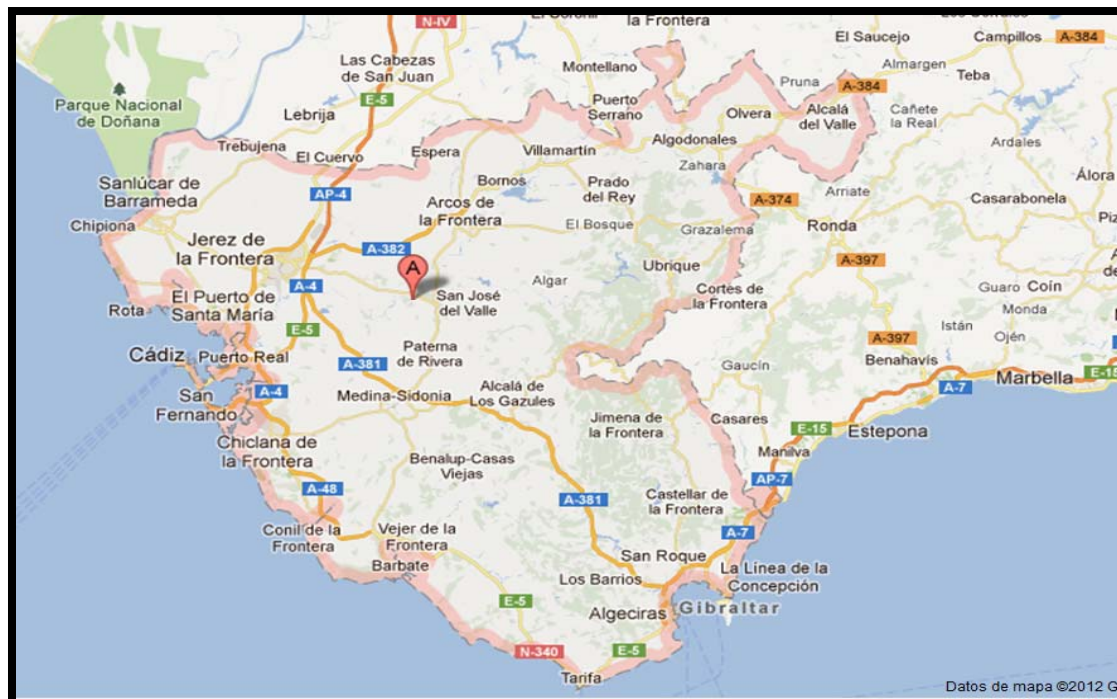 N-IV
la Frontera
El Saucejo
Campillos
A-384
Almargen
Teba
Las Cabezas
de San Juan
Montellano
Pruna
A-384
Parque Nacional
de Doñana
E-5
Lebrija
Puerto
Serrano
Olvera
Alcalá
del Valle
Cañete
la Real
Ardales
Trebujena
El Cuervo
Espera
Villamartín
Algodonales
Zahara
Álora
Sanlúcar de
Barrameda
AP-4
Bornos
Prado
del Rey
A-374
Arriate
Casarabonela
Chipiona
Arcos de
la Frontera
El Bosque
Grazalema
Ronda
Jerez de
la Frontera
A-382
A
A-397
Ubrique
A-4
San José
del Valle
Algar
Cortes de
la Frontera
Guaro
Coín
Monda
Rota
El Puerto de
Santa María
E-5
Istán
Ojén
A-397
Cádiz
Puerto Real
Paterna
de Rivera
A-381
Gaucín
Benahavís
E-15
Marbella
A-7
San
Fernando
A-4
Medina-Sidonia
Alcalá de
Los Gazules
Jimena de
la Frontera
Casares
E-15
Estepona
Chiclana de
la Frontera
Manilva
Benalup-Casas
Viejas
AP-7
A-48
A-381
Castellar de
la Frontera
Conil de la
Frontera
Vejer de la
Frontera
A-7
Barbate
San Roque
La Línea de la
Concepción
Los Barrios
E-5
Algeciras
Gibraltar
N-340
E-5
Tarifa
Datos de mapa ©2012 G